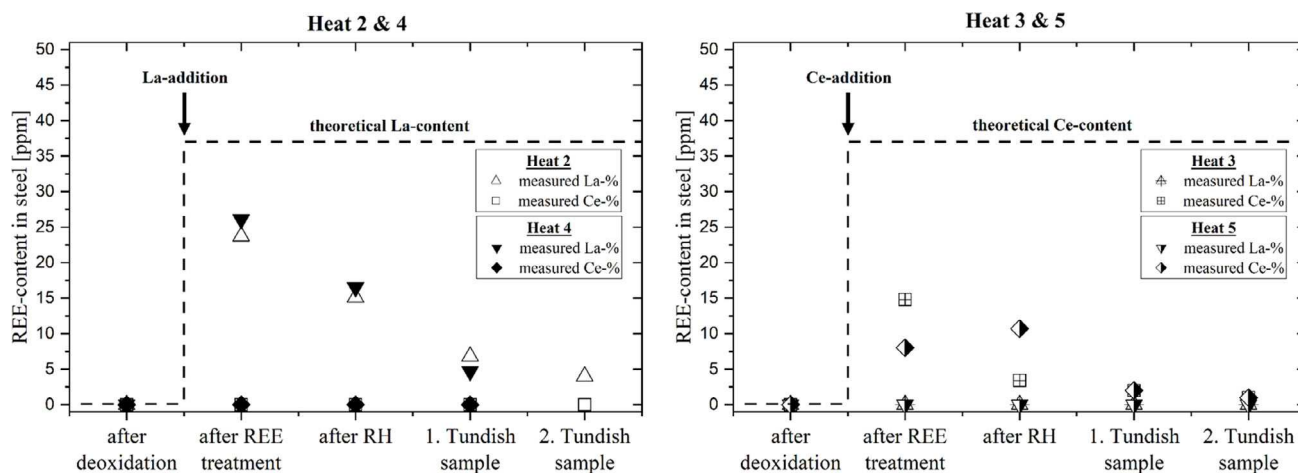 Heat 2 & 4
50
45
40
35
30
25
20
15
10
5
0
REE-content in steel [ppm]
La-addition
theoretical La-content
Heat 2
measured La-%
measured Ce-%
Heat 4
measured La-%
measured Ce-%
after deoxidation
after REE treatment
after RH
1. Tundish sample
2. Tundish sample
Heat 3 & 5
50
45
40
35
30
25
20
15
10
5
0
REE-content in steel [ppm]
Ce-addition
theoretical Ce-content
Heat 3
measured La-%
measured Ce-%
Heat 5
measured La-%
measured Ce-%
after deoxidation
after REE treatment
after RH
1. Tundish sample
2. Tundish sample